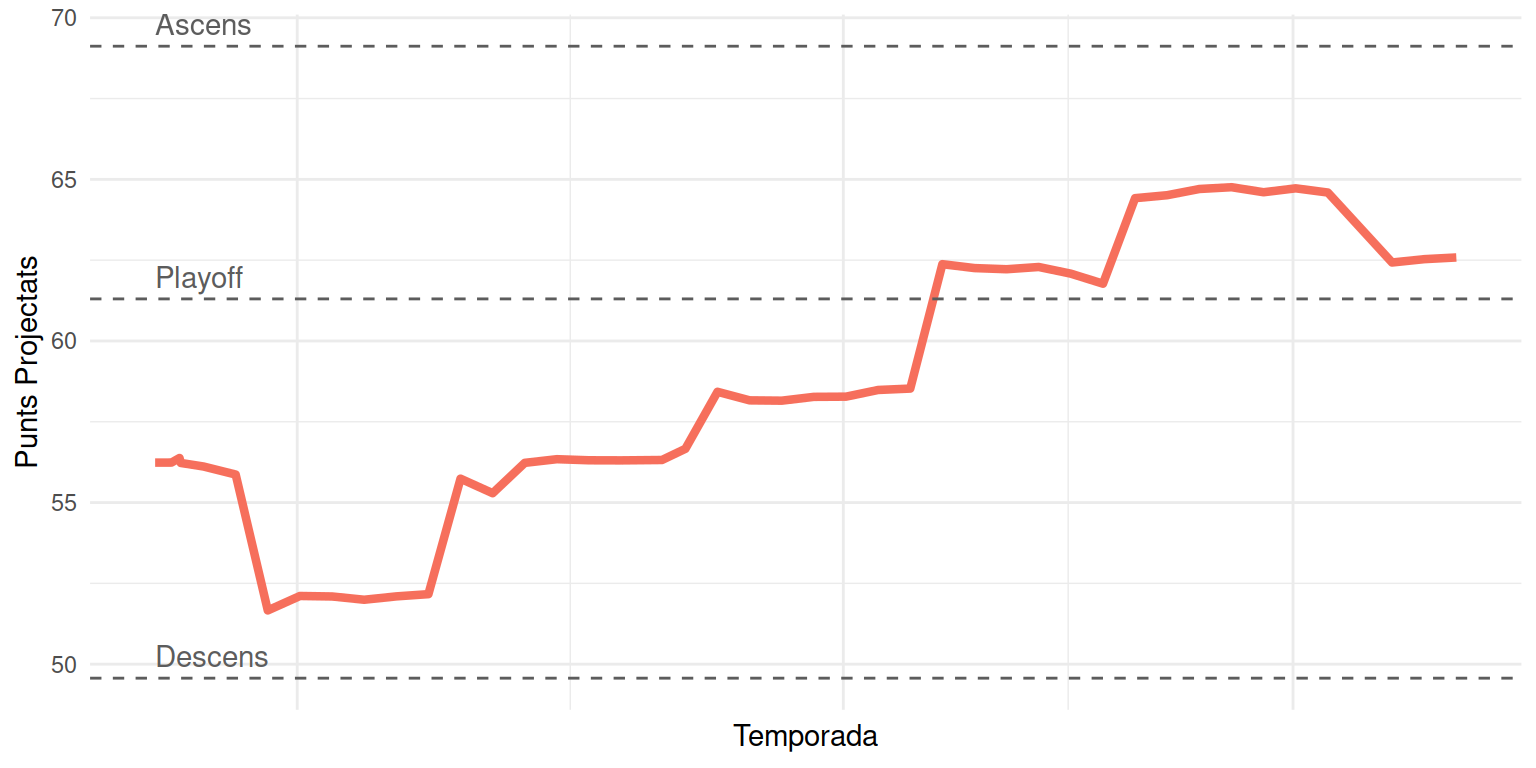 70
Ascens
65
Playoff
60
55
Descens
50
Punts Projectats
Temporada